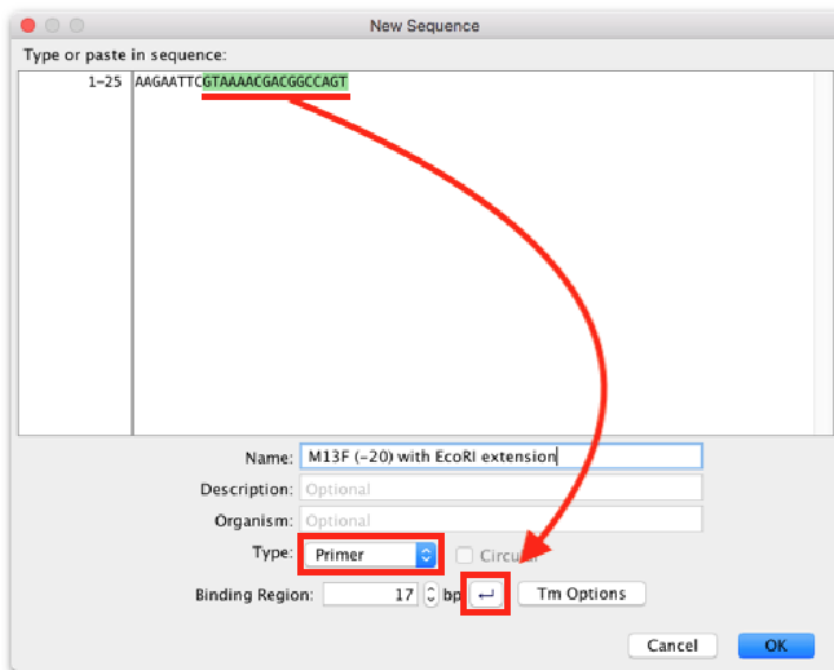 New Sequence
Type or paste in sequence:
1-25 AAGAATTCGTAAAACGACGGCCAGT
Name: M13F (-20) with EcoRI extension
Description: Optional
Organism: Optional
Type: Primer Circular
Binding Region: 17 bp Tm Options
Cancel OK